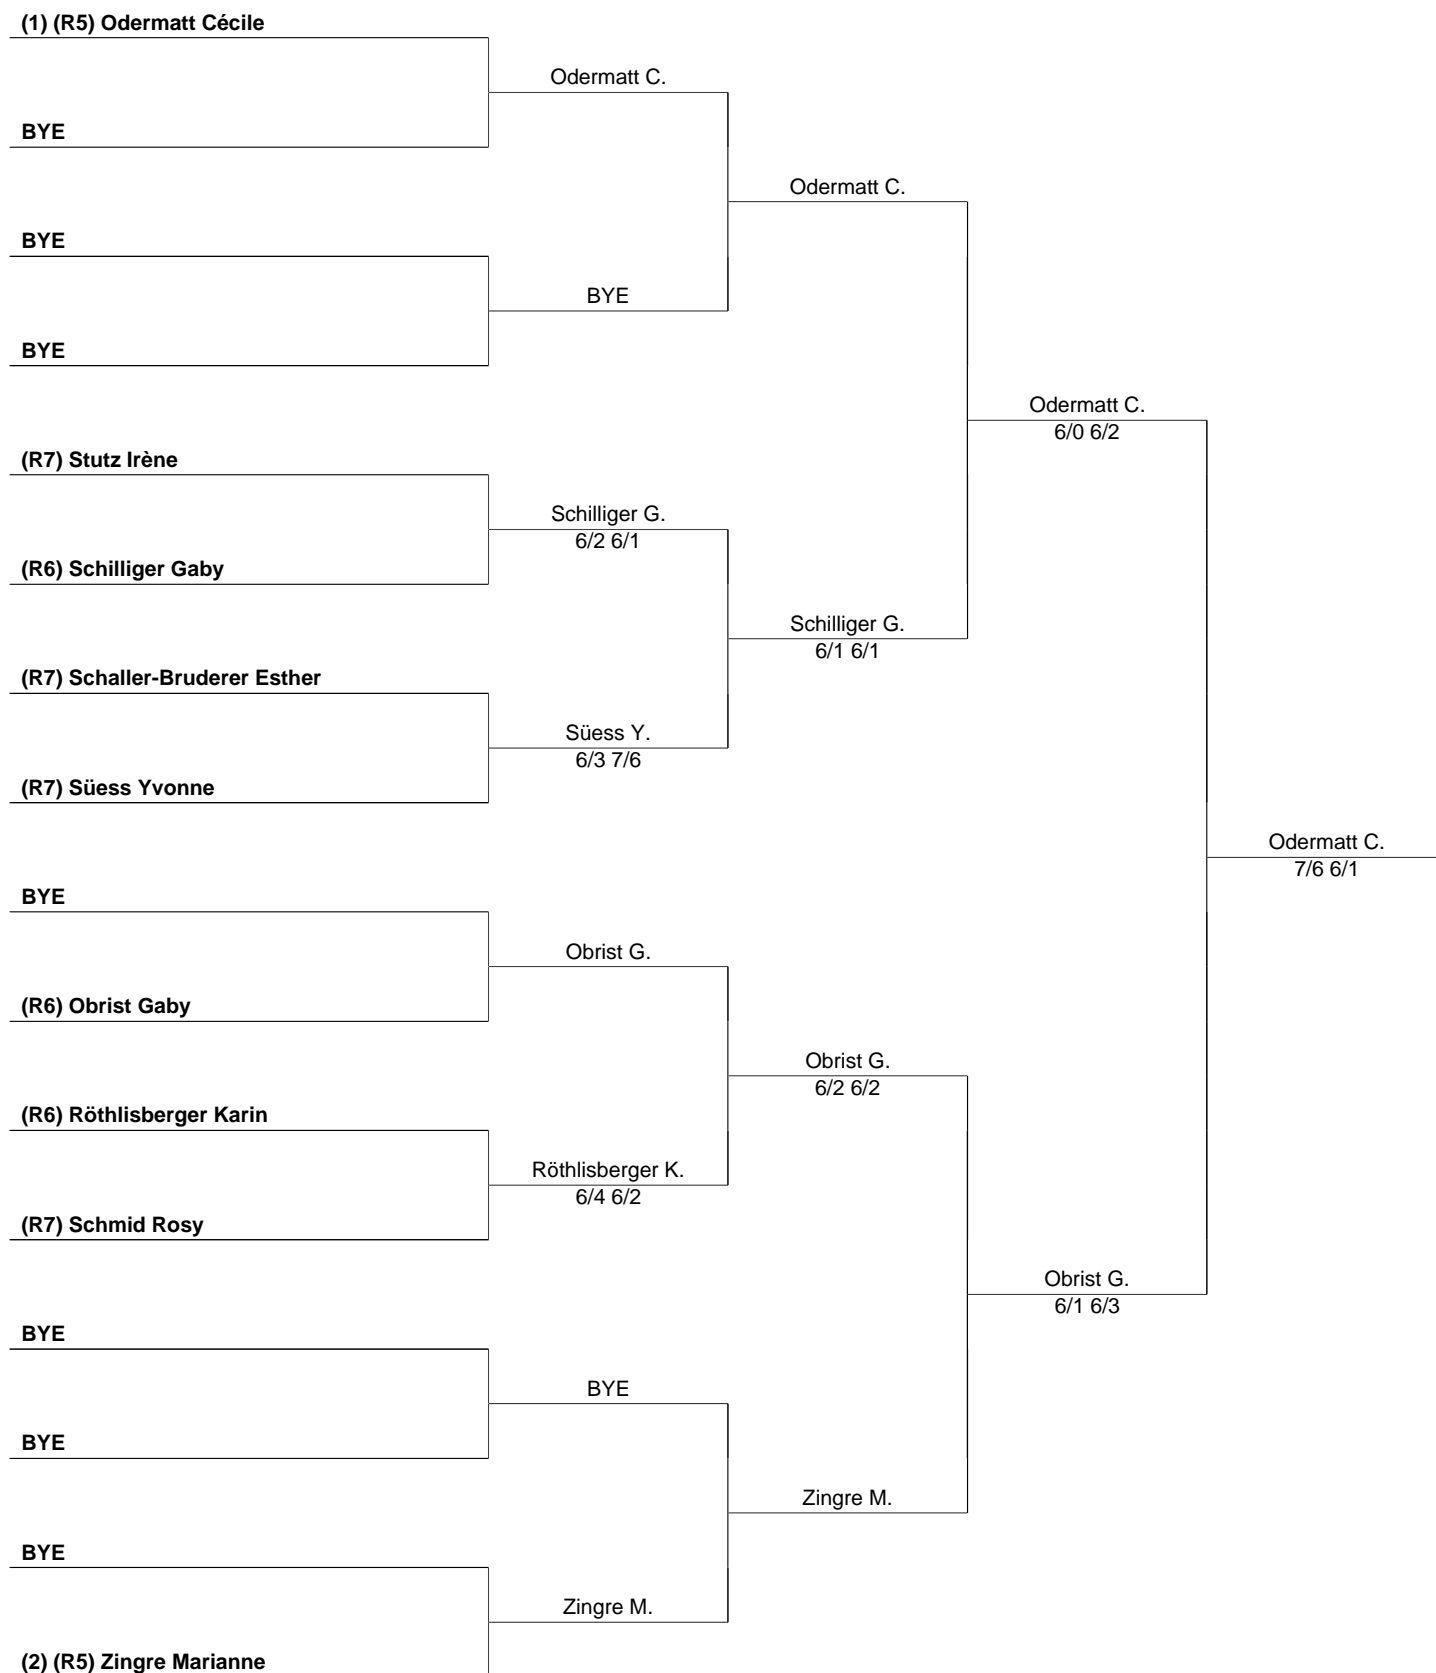 (1) (R5) Odermatt Cécile
Odermatt C.
BYE
Odermatt C.
BYE
BYE
BYE
Odermatt C.
6/0 6/2
(R7) Stutz Irène
Schilliger G.
6/2 6/1
(R6) Schilliger Gaby
Schilliger G.
6/1 6/1
(R7) Schaller-Bruderer Esther
Süess Y.
6/3 7/6
(R7) Süess Yvonne
Odermatt C.
7/6 6/1
BYE
Obrist G.
(R6) Obrist Gaby
Obrist G.
6/2 6/2
(R6) Röthlisberger Karin
Röthlisberger K.
6/4 6/2
(R7) Schmid Rosy
Obrist G.
6/1 6/3
BYE
BYE
BYE
Zingre M.
BYE
Zingre M.
(2) (R5) Zingre Marianne